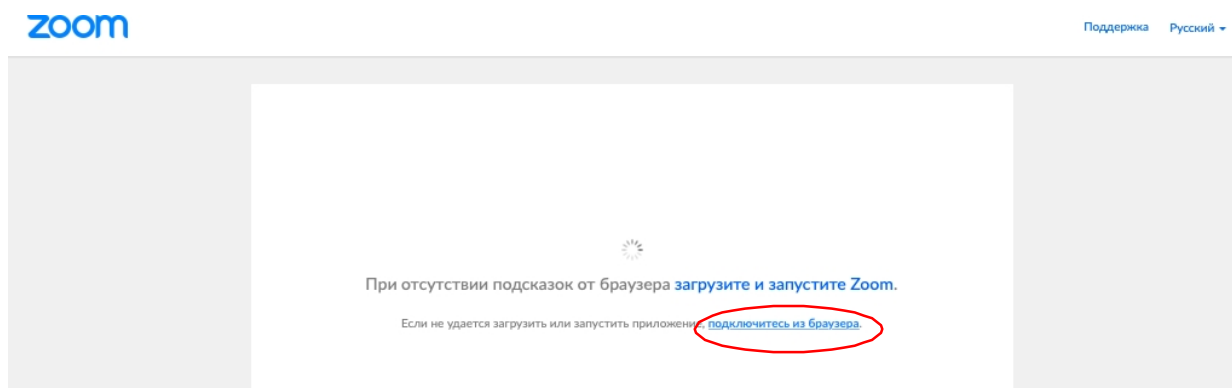 zoom
Поддержка Русский
При отсутствии подсказок от браузера загрузите и запустите Zoom.
Если не удается загрузить или запустить приложение, подключитесь из браузера.